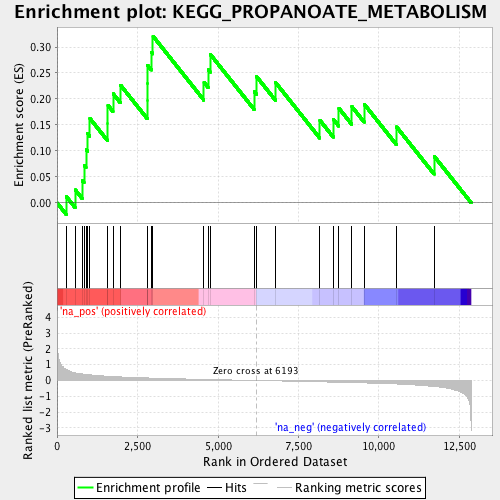 Enrichment plot: KEGG_PROPANOATE_METABOLISM
Enrichment score (ES)
0.30
0.25
0.20
0.15
0.10
0.05
0.00
'na_pos' (positively correlated)
Ranked list metric (PreRanked)
4
3
2
1
0
-1
-2
-3
Zero cross at 6193
'na_neg' (negatively correlated)
0
2,500
5,000
7,500
10,000
12,500
Rank in Ordered Dataset
Enrichment profile
Hits
Ranking metric scores